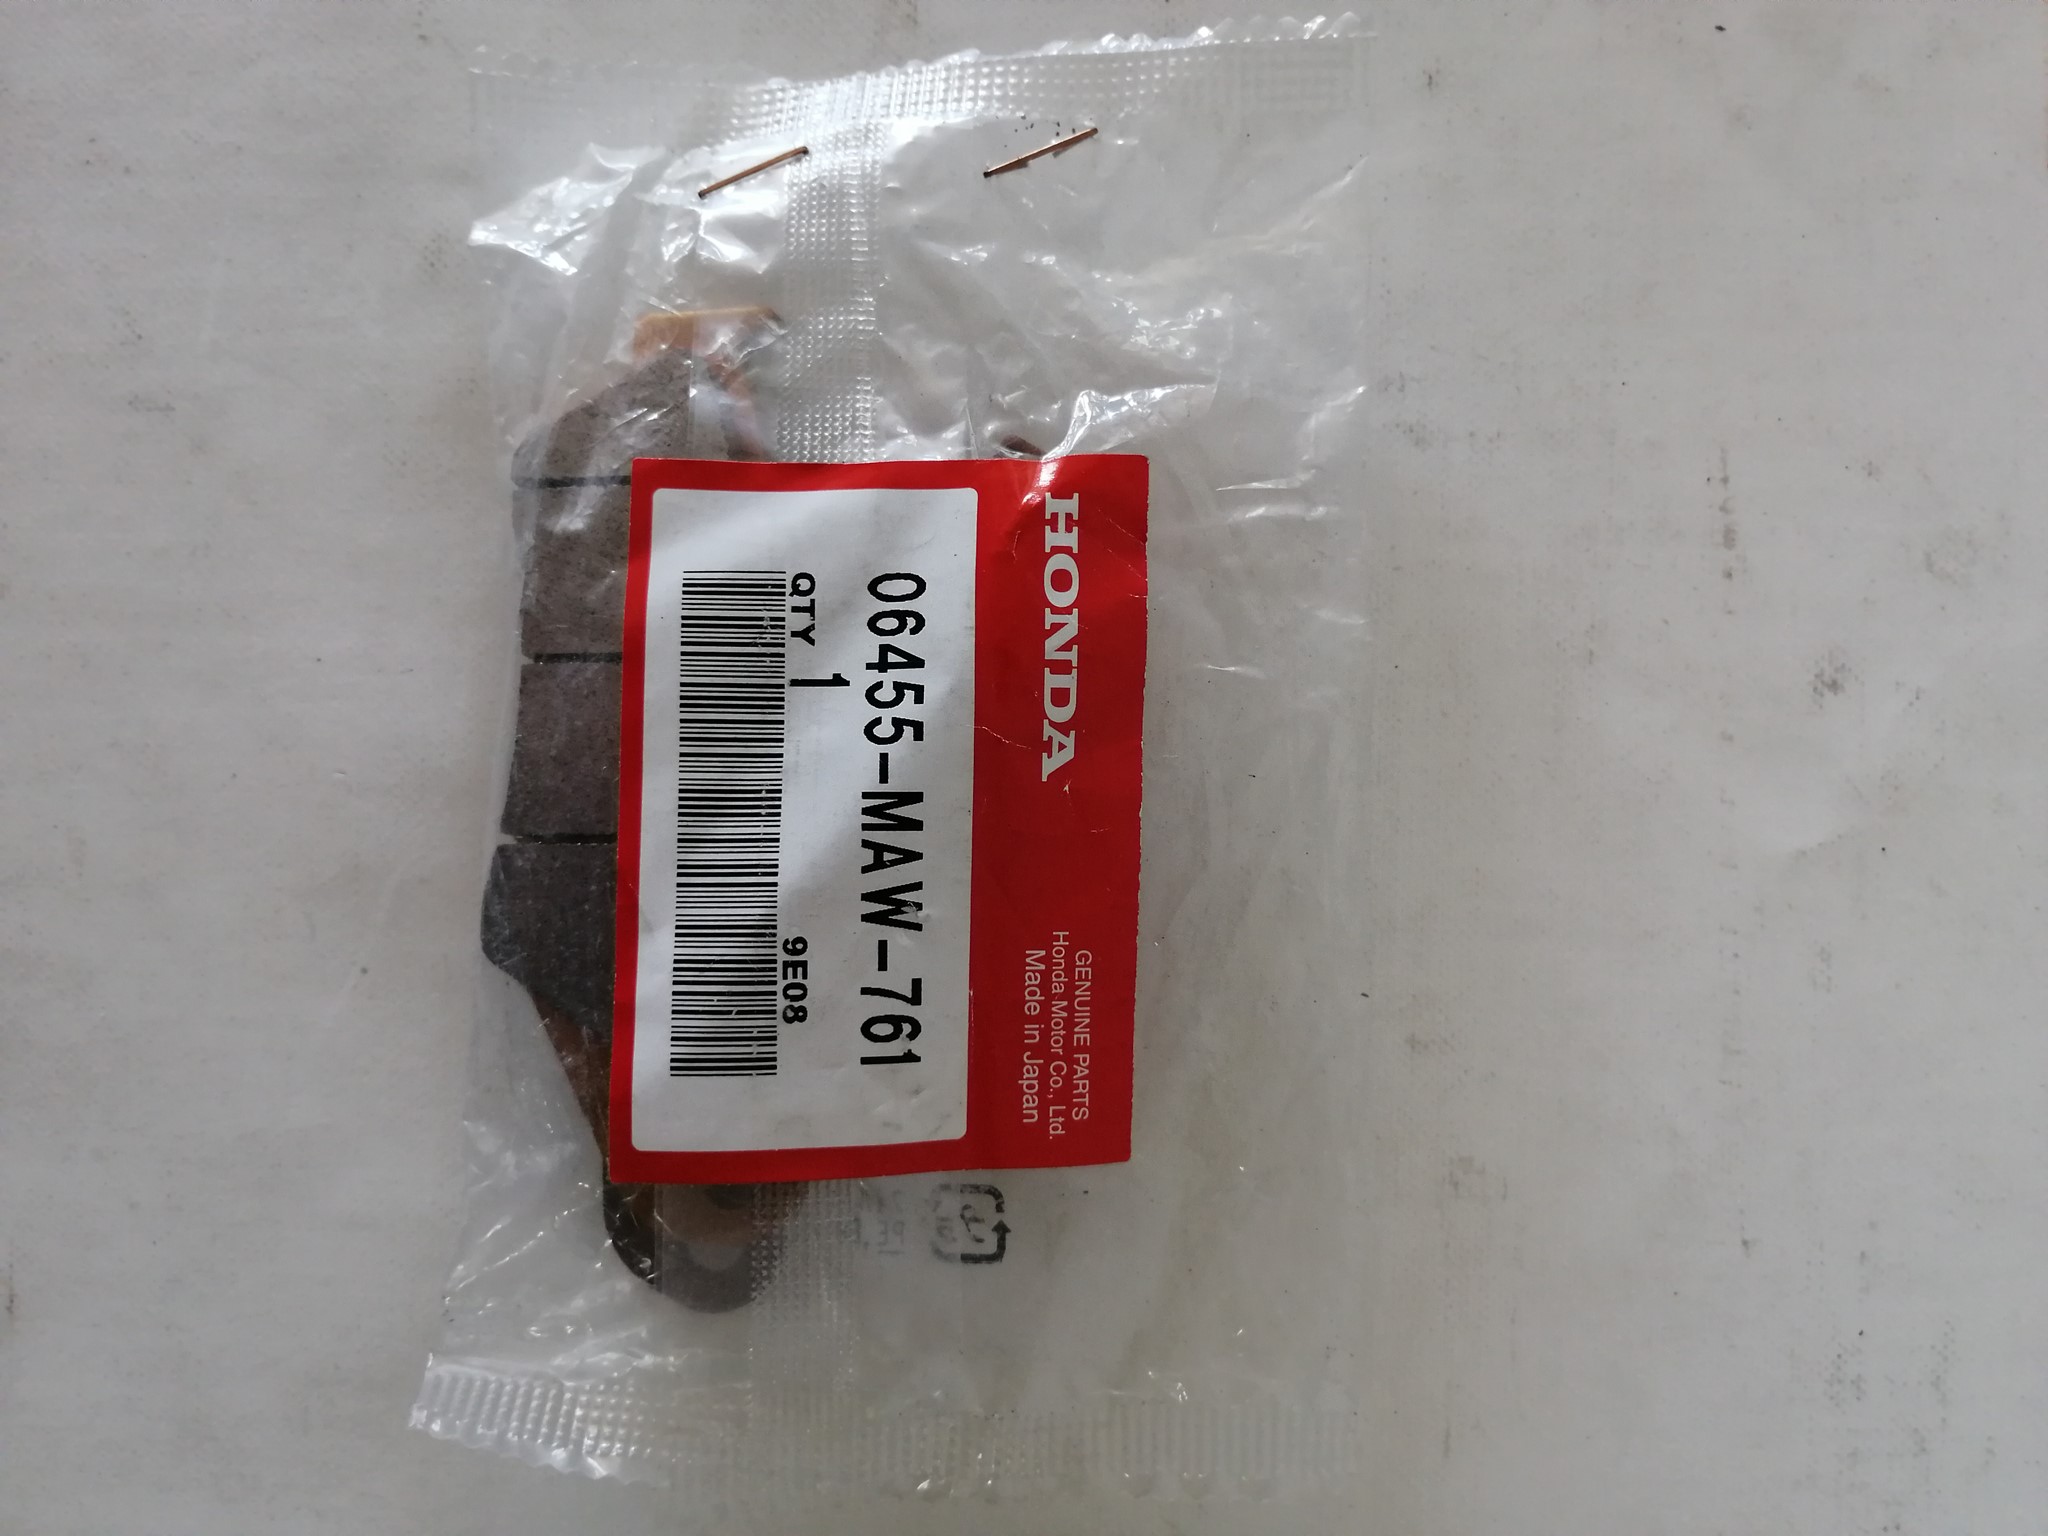 HONDA
GENUINE PARTS
Honda Motor Co., Ltd.
Made in Japan
06455-MAW-761
QTY 1 9E08